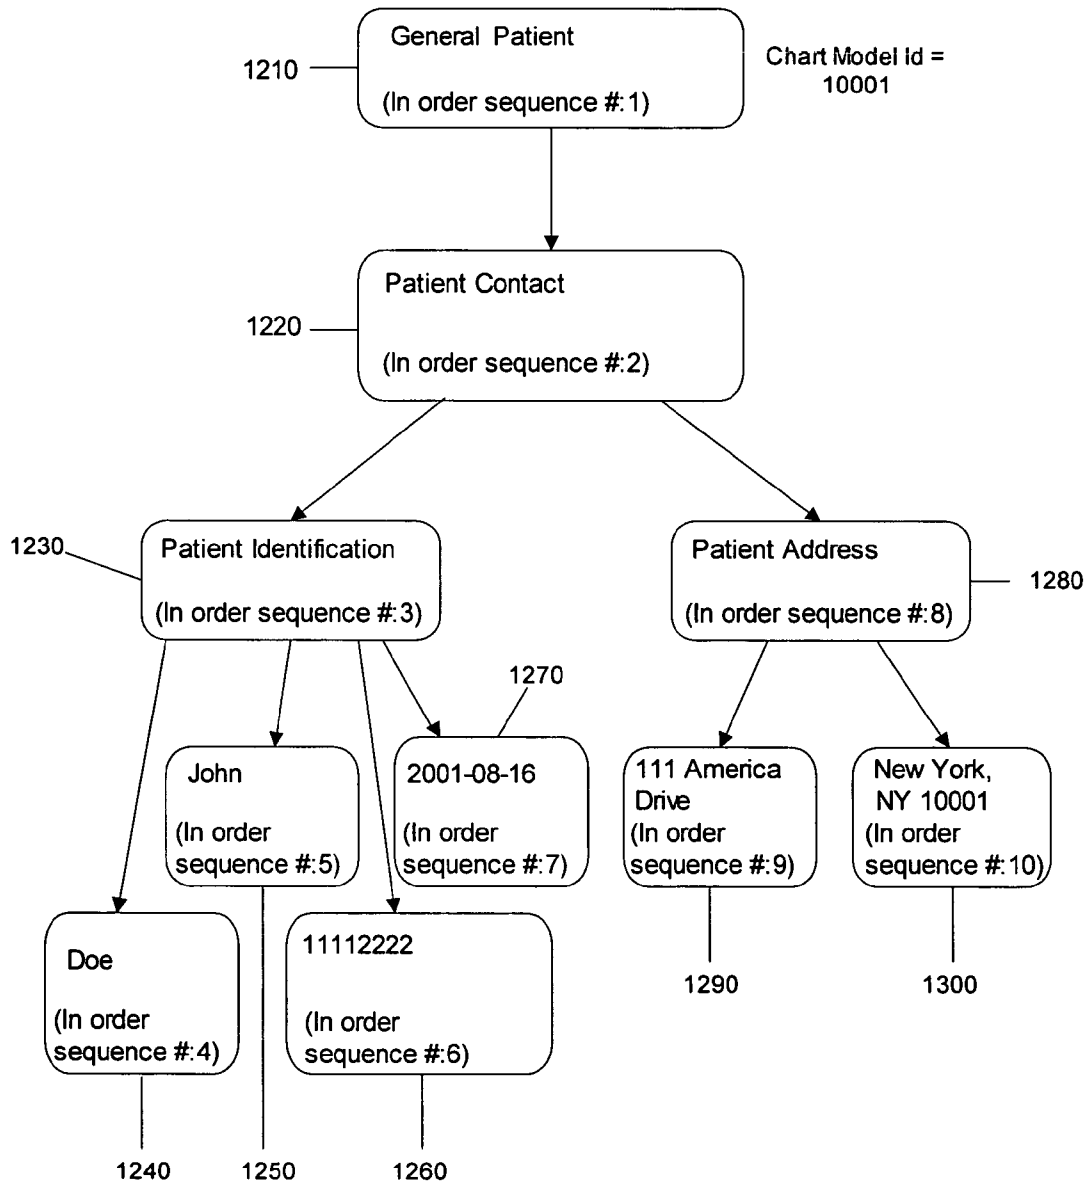 General Patient
1210
(In order sequence #:1)
Chart Model Id =
10001
Patient Contact
1220
(In order sequence #:2)
1230
Patient Identification
(In order sequence #:3)
Patient Address
(In order sequence #:8)
1280
1270
John
(In order
sequence #:5)
2001-08-16
(In order
sequence #:7)
111 America
Drive
(In order
sequence #:9)
New York,
NY 10001
(In order
sequence #:10)
Doe
(In order
sequence #:4)
11112222
(In order
sequence #:6)
1290
1300
1240
1250
1260